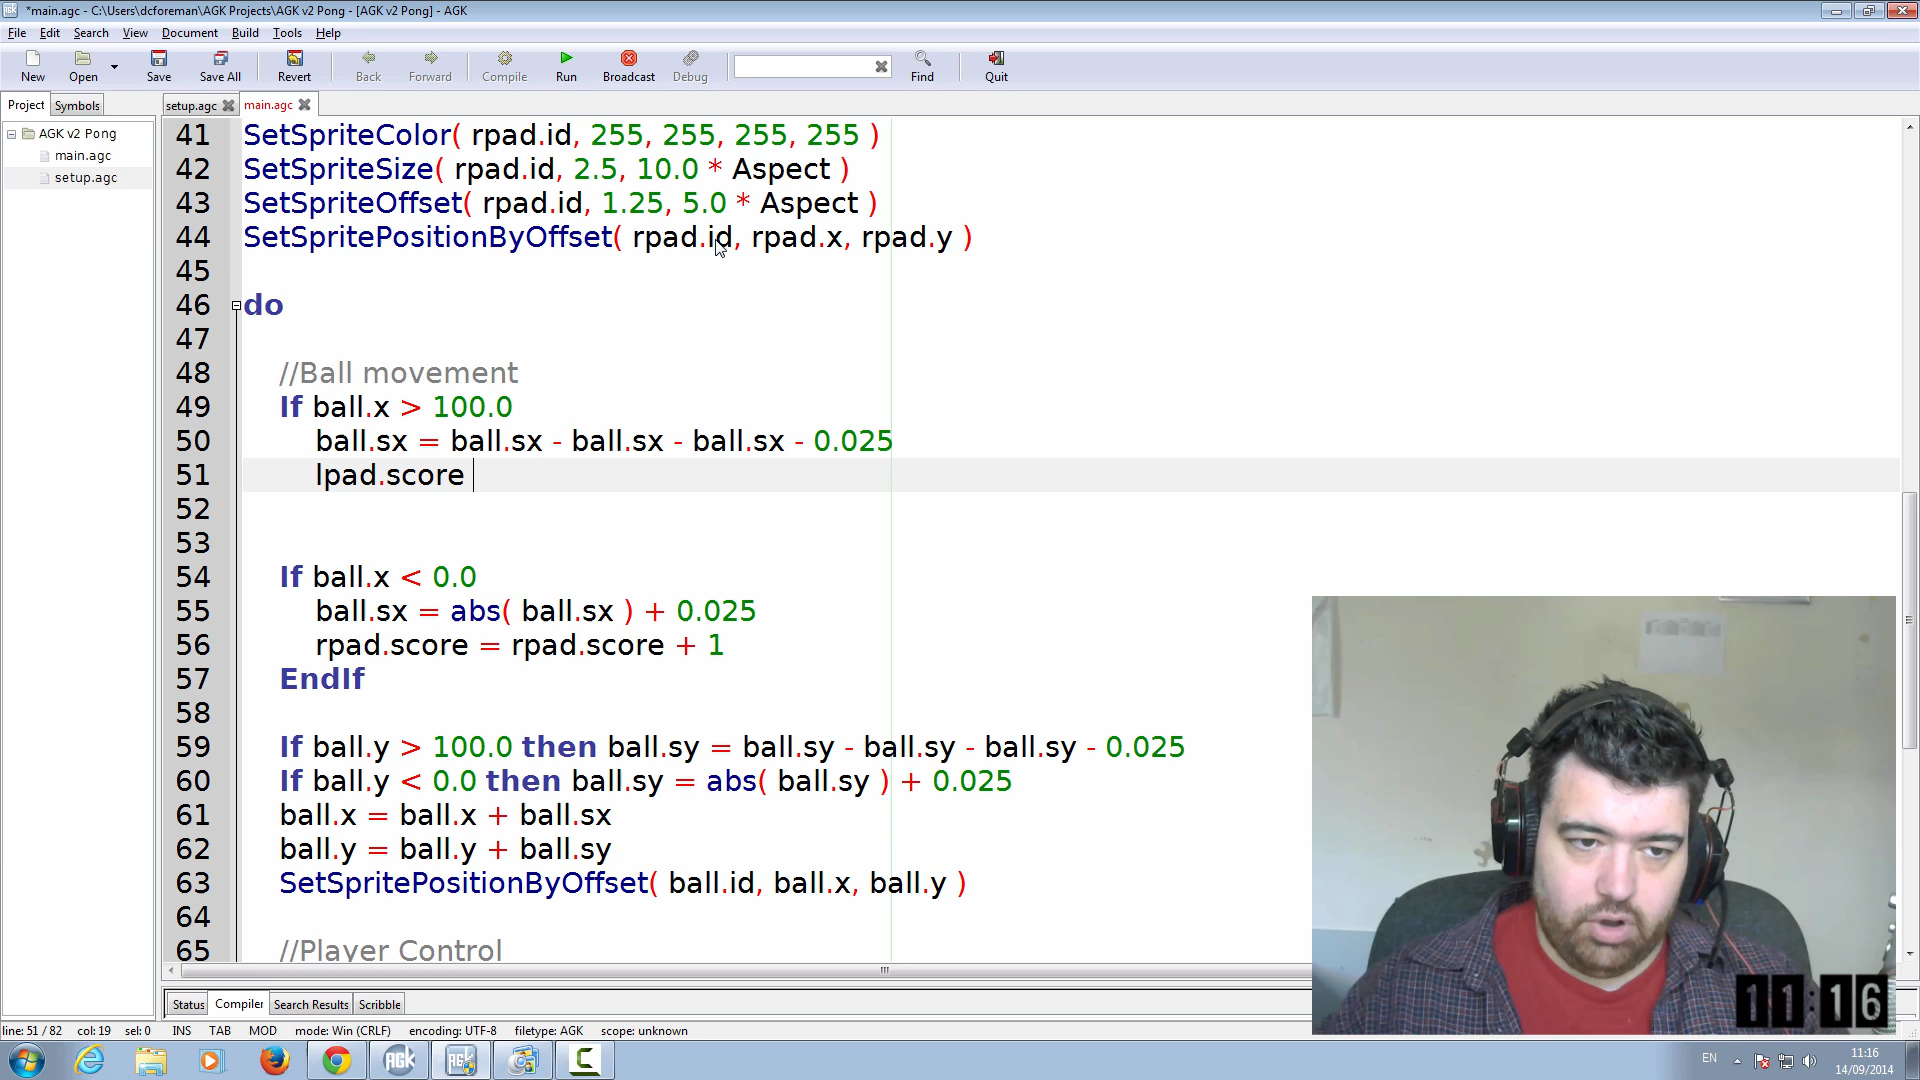 *main.agc - C:\Users\dcforeman\AGK Projects\AGK v2 Pong - [AGK v2 Pong] - AGK
File Edit Search View Document Build Tools Help
New Open Save Save All Revert Back Forward Compile Run Broadcast Debug Find Quit
Project Symbols setup.agc main.agc
AGK v2 Pong
main.agc
setup.agc
41 SetSpriteColor( rpad.id, 255, 255, 255, 255 )
42 SetSpriteSize( rpad.id, 2.5, 10.0 * Aspect )
43 SetSpriteOffset( rpad.id, 1.25, 5.0 * Aspect )
44 SetSpritePositionByOffset( rpad.id, rpad.x, rpad.y )
45
46 do
47
48 //Ball movement
49 If ball.x > 100.0
50 ball.sx = ball.sx - ball.sx - ball.sx - 0.025
51 lpad.score
52
53
54 If ball.x < 0.0
55 ball.sx = abs( ball.sx ) + 0.025
56 rpad.score = rpad.score + 1
57 EndIf
58
59 If ball.y > 100.0 then ball.sy = ball.sy - ball.sy - ball.sy - 0.025
60 If ball.y < 0.0 then ball.sy = abs( ball.sy ) + 0.025
61 ball.x = ball.x + ball.sx
62 ball.y = ball.y + ball.sy
63 SetSpritePositionByOffset( ball.id, ball.x, ball.y )
64
65 //Player Control
Status Compiler Search Results Scribble
line: 51 / 82 col: 19 sel: 0 INS TAB MOD mode: Win (CRLF) encoding: UTF-8 filetype: AGK scope: unknown
11:16
AGK AGK
EN 11:16
14/09/2014